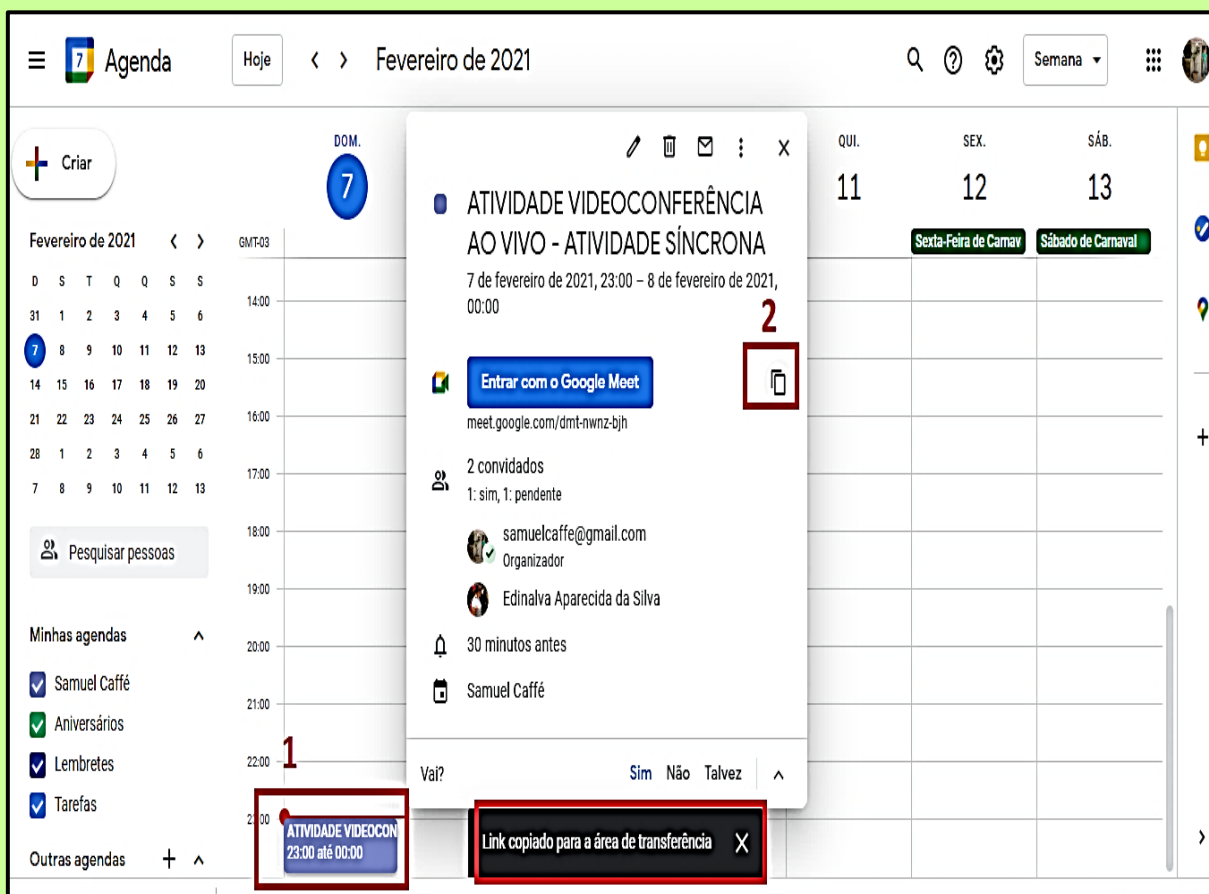 7 Agenda
Hoje
Fevereiro de 2021
Semana
Criar
Fevereiro de 2021
D S T Q Q S S
31 1 2 3 4 5 6
7 8 9 10 11 12 13
14 15 16 17 18 19 20
21 22 23 24 25 26 27
28 1 2 3 4 5 6
7 8 9 10 11 12 13
Pesquisar pessoas
Minhas agendas
Samuel Caffé
Aniversários
Lembretes
Tarefas
Outras agendas
DOM.
7
QUI.
11
SEX.
12
SÁB.
13
GMT-03
Sexta-Feira de Carnav
Sábado de Carnaval
14:00
15:00
16:00
17:00
18:00
19:00
20:00
21:00
22:00
1
ATIVIDADE VIDEOCON
23:00 até 00:00
ATIVIDADE VIDEOCONFERÊNCIA
AO VIVO - ATIVIDADE SÍNCRONA
7 de fevereiro de 2021, 23:00 – 8 de fevereiro de 2021,
00:00
2
Entrar com o Google Meet
meet.google.com/dmt-nwnz-bjh
2 convidados
1: sim, 1: pendente
samuelcaffe@gmail.com
Organizador
Edinalva Aparecida da Silva
30 minutos antes
Samuel Caffé
Vai?
Sim Não Talvez
Link copiado para a área de transferência X